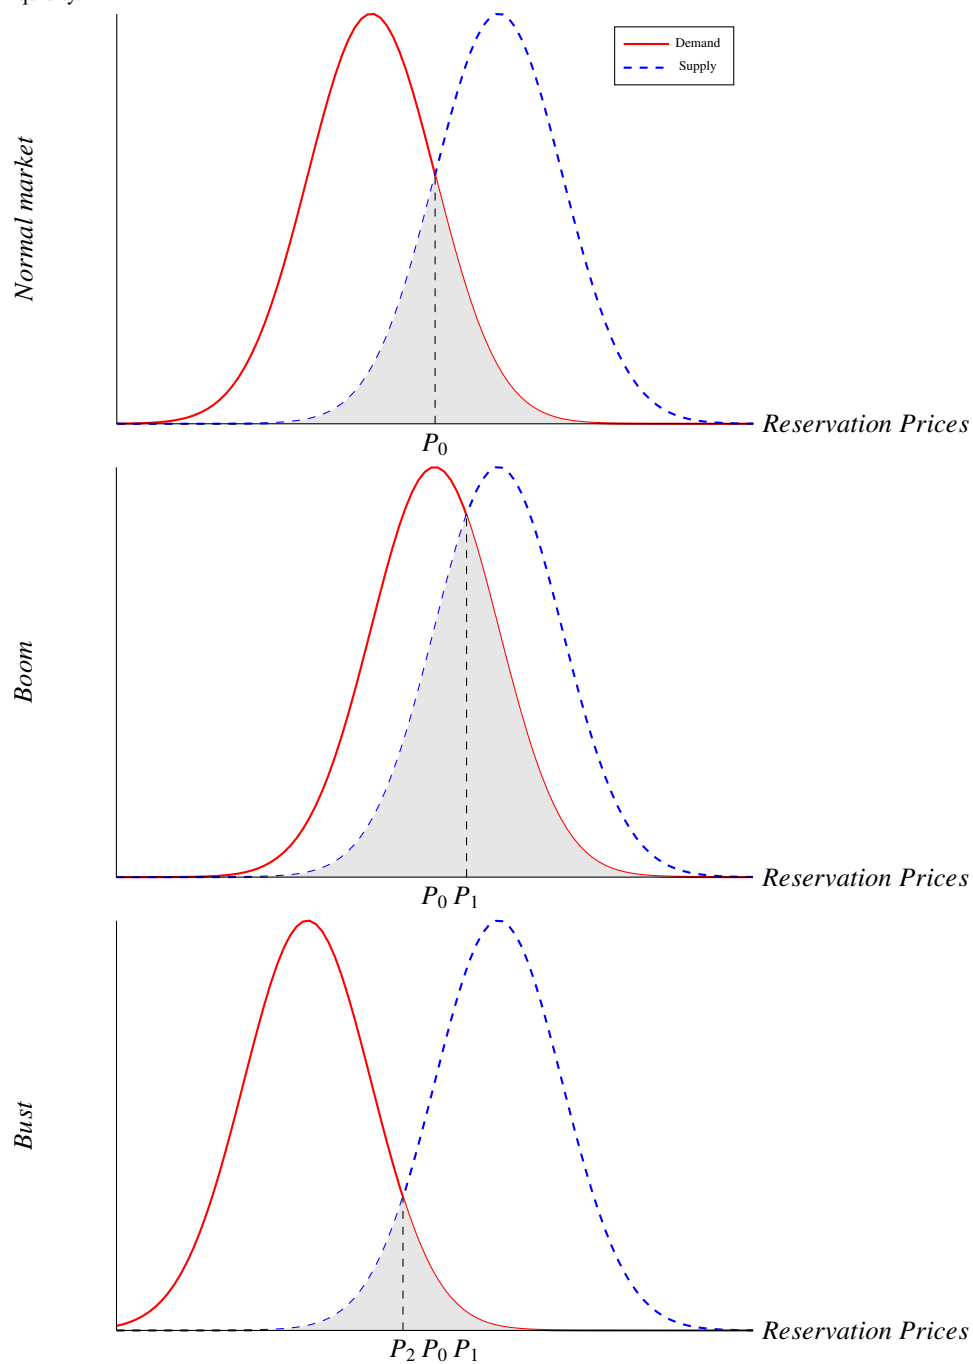 Demand
Supply
Normal market
Reservation Prices
P0
Boom
Reservation Prices
P0 P1
Bust
Reservation Prices
P2 P0 P1